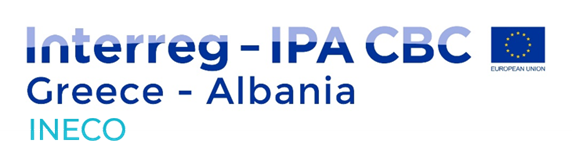 Interreg - IPA CBC
EUROPEAN UNION
Greece - Albania
INECO